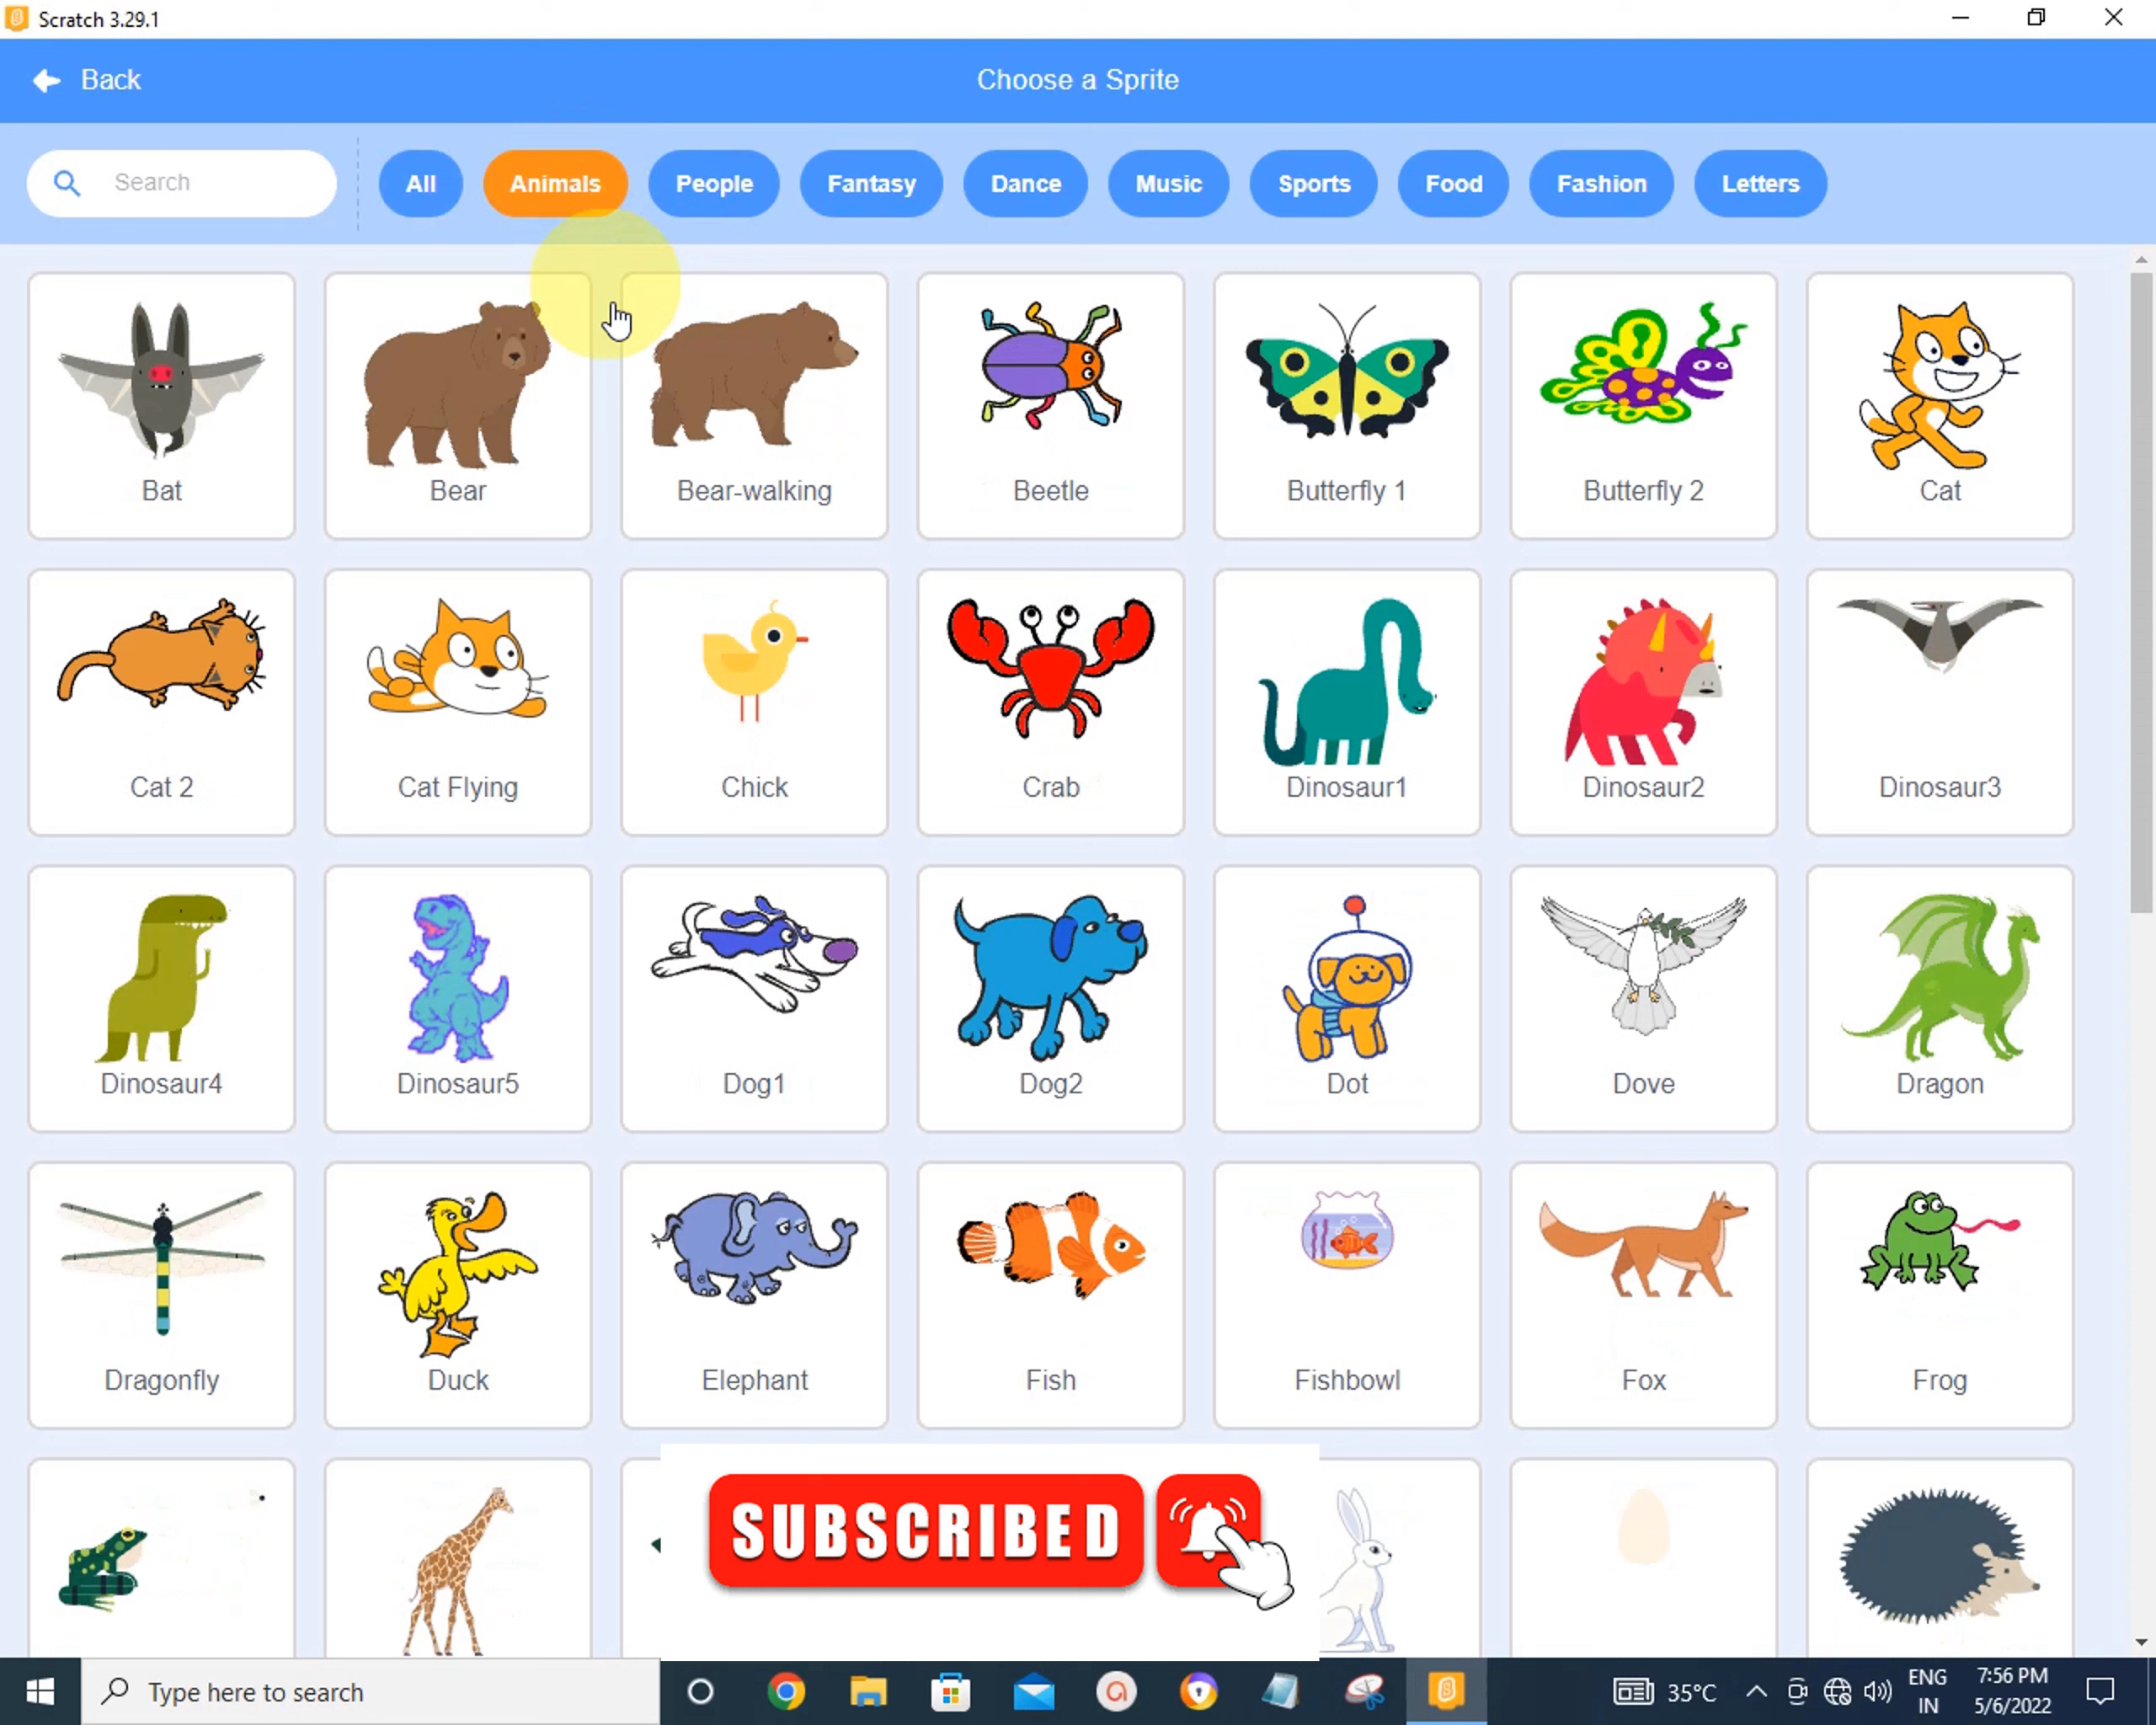 Scratch 3.29.1
Back
Choose a Sprite
Search
All Animals People Fantasy Dance Music Sports Food Fashion Letters
Bat Bear Bear-walking Beetle Butterfly 1 Butterfly 2 Cat
Cat 2 Cat Flying Chick Crab Dinosaur1 Dinosaur2 Dinosaur3
Dinosaur4 Dinosaur5 Dog1 Dog2 Dot Dove Dragon
Dragonfly Duck Elephant Fish Fishbowl Fox Frog
SUBSCRIBED
Type here to search
35°C
ENG
IN
7:56 PM
5/6/2022